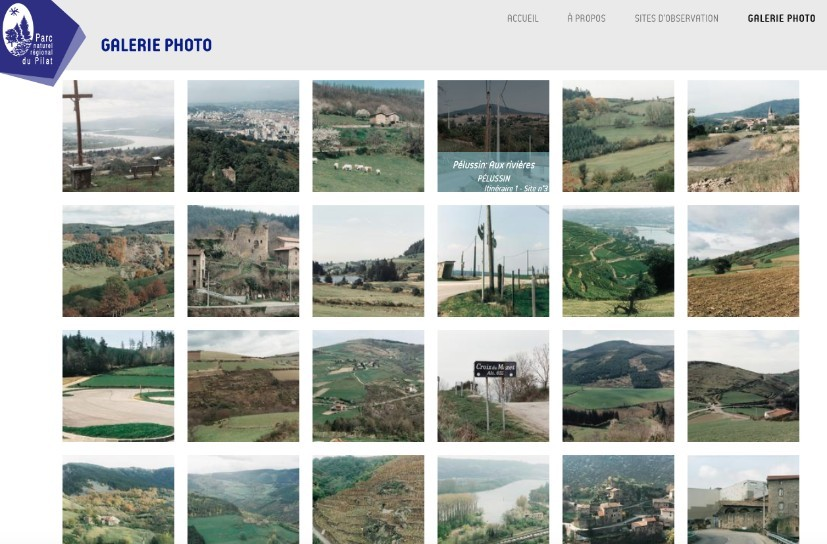 Parc
naturel
régional
du Pilat
ACCUEIL
À PROPOS
SITES D'OBSERVATION
GALERIE PHOTO
GALERIE PHOTO
Pélussin: Aux rivières
PÉLUSSIN
Itinéraire 1 - Site n°3